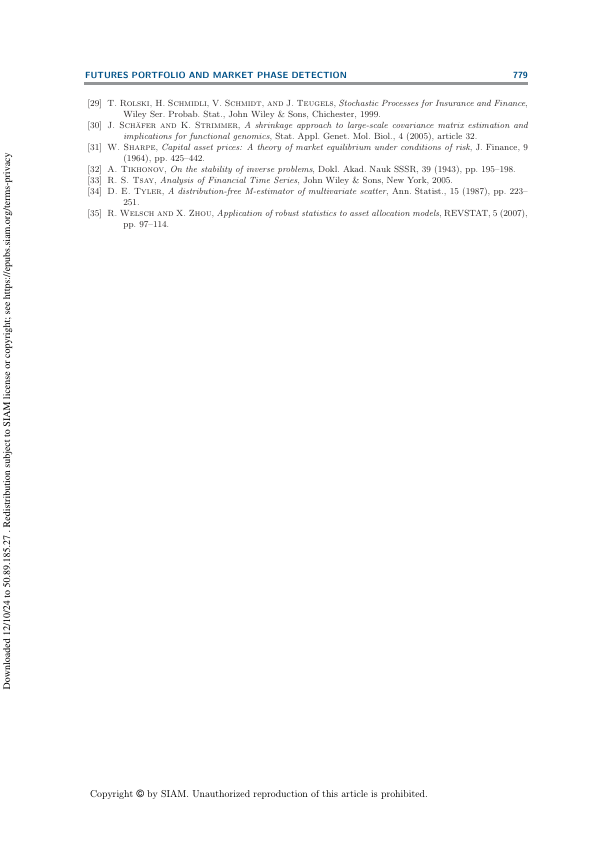 FUTURES PORTFOLIO AND MARKET PHASE DETECTION 779
[29] T. ROLSKI, H. SCHMIDLI, V. SCHMIDT, AND J. TEUGELS, Stochastic Processes for Insurance and Finance,
Wiley Ser. Probab. Stat., John Wiley & Sons, Chichester, 1999.
[30] J. SCHÄFER AND K. STRIMMER, A shrinkage approach to large-scale covariance matrix estimation and
implications for functional genomics, Stat. Appl. Genet. Mol. Biol., 4 (2005), article 32.
[31] W. SHARPE, Capital asset prices: A theory of market equilibrium under conditions of risk, J. Finance, 9
(1964), pp. 425–442.
[32] A. TIKHONOV, On the stability of inverse problems, Dokl. Akad. Nauk SSSR, 39 (1943), pp. 195–198.
[33] R. S. TSAY, Analysis of Financial Time Series, John Wiley & Sons, New York, 2005.
[34] D. E. TYLER, A distribution-free M-estimator of multivariate scatter, Ann. Statist., 15 (1987), pp. 223–
251.
[35] R. WELSCH AND X. ZHOU, Application of robust statistics to asset allocation models, REVSTAT, 5 (2007),
pp. 97–114.
Downloaded 12/10/24 to 50.89.185.27 . Redistribution subject to SIAM license or copyright; see https://epubs.siam.org/terms-privacy
Copyright © by SIAM. Unauthorized reproduction of this article is prohibited.